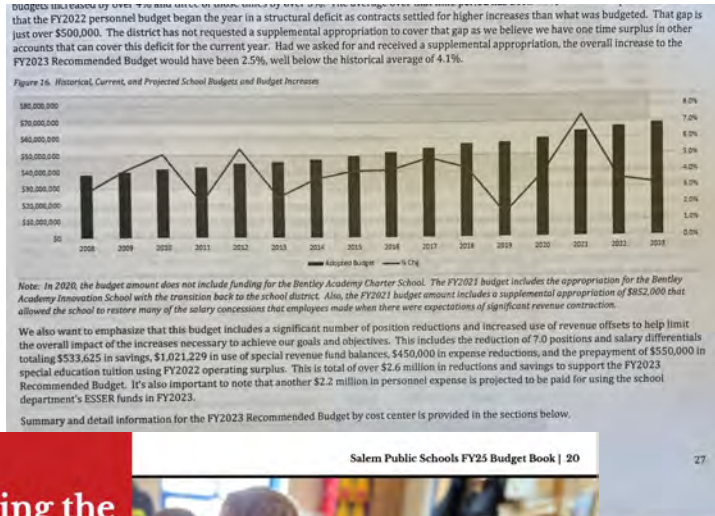 that the FY2022 personnel budget began the year in a structural deficit as contracts settled for higher increases than what was budgeted. That gap is
just over $500,000. The district has not requested a supplemental appropriation to cover that gap as we believe we have one time surplus in other
accounts that can cover this deficit for the current year. Had we asked for and received a supplemental appropriation, the overall increase to the
FY2023 Recommended Budget would have been 2.5%, well below the historical average of 4.1%.
Figure 16. Historical, Current, and Projected School Budgets and Budget Increases
$80,000,000 8.0%
$70,000,000 7.0%
$60,000,000 6.0%
$50,000,000 5.0%
$40,000,000 4.0%
$30,000,000 3.0%
$20,000,000 2.0%
$10,000,000 1.0%
$0 0.0%
2008 2009 2010 2011 2012 2013 2014 2015 2016 2017 2018 2019 2020 2021 2022 2023
Adopted Budget % Chg
Note: In 2020, the budget amount does not include funding for the Bentley Academy Charter School. The FY2021 budget includes the appropriation for the Bentley
Academy Innovation School with the transition back to the school district. Also, the FY2021 budget amount includes a supplemental appropriation of $852,000 that
allowed the school to restore many of the salary concessions that employees made when there were expectations of significant revenue contraction.
We also want to emphasize that this budget includes a significant number of position reductions and increased use of revenue offsets to help limit
the overall impact of the increases necessary to achieve our goals and objectives. This includes the reduction of 7.0 positions and salary differentials
totaling $533,625 in savings, $1,021,229 in use of special revenue fund balances, $450,000 in expense reductions, and the prepayment of $550,000 in
special education tuition using FY2022 operating surplus. This is total of over $2.6 million in reductions and savings to support the FY2023
Recommended Budget. It's also important to note that another $2.2 million in personnel expense is projected to be paid for using the school
department's ESSER funds in FY2023.
Summary and detail information for the FY2023 Recommended Budget by cost center is provided in the sections below.
Salem Public Schools FY25 Budget Book | 20
27
ing the